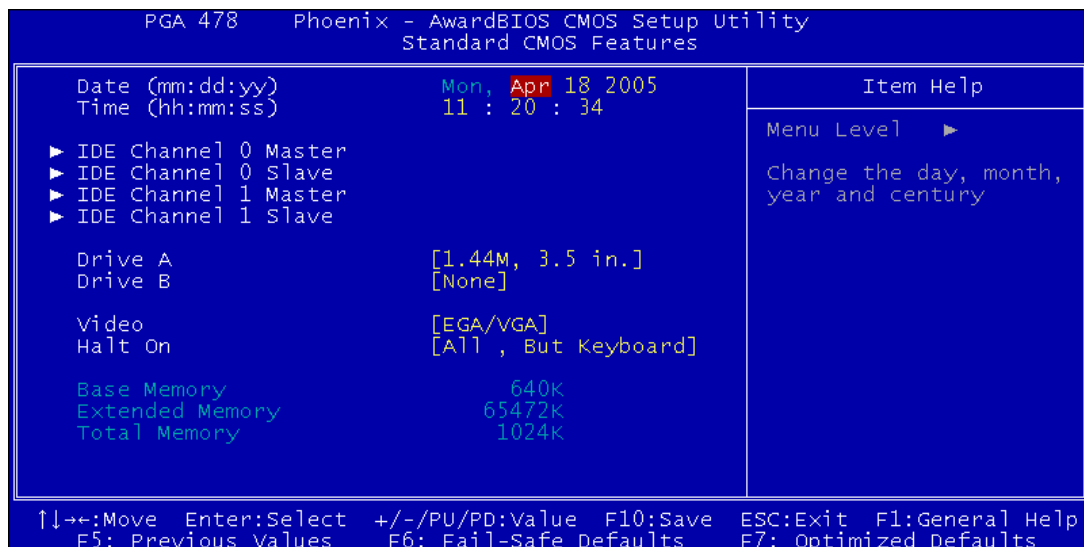 PGA 478 Phoenix - AwardBIOS CMOS Setup Utility
Standard CMOS Features
Date (mm:dd:yy) Mon, Apr 18 2005
Time (hh:mm:ss) 11 : 20 : 34
► IDE Channel 0 Master
► IDE Channel 0 Slave
► IDE Channel 1 Master
► IDE Channel 1 Slave
Drive A [1.44M, 3.5 in.]
Drive B [None]
Video [EGA/VGA]
Halt On [All , But Keyboard]
Base Memory 640K
Extended Memory 65472K
Total Memory 1024K
Item Help
Menu Level ►
Change the day, month,
year and century
↑↓→←:Move Enter:Select +/-/PU/PD:Value F10:Save ESC:Exit F1:General Help
F5: Previous Values F6: Fail-Safe Defaults F7: Optimized Defaults